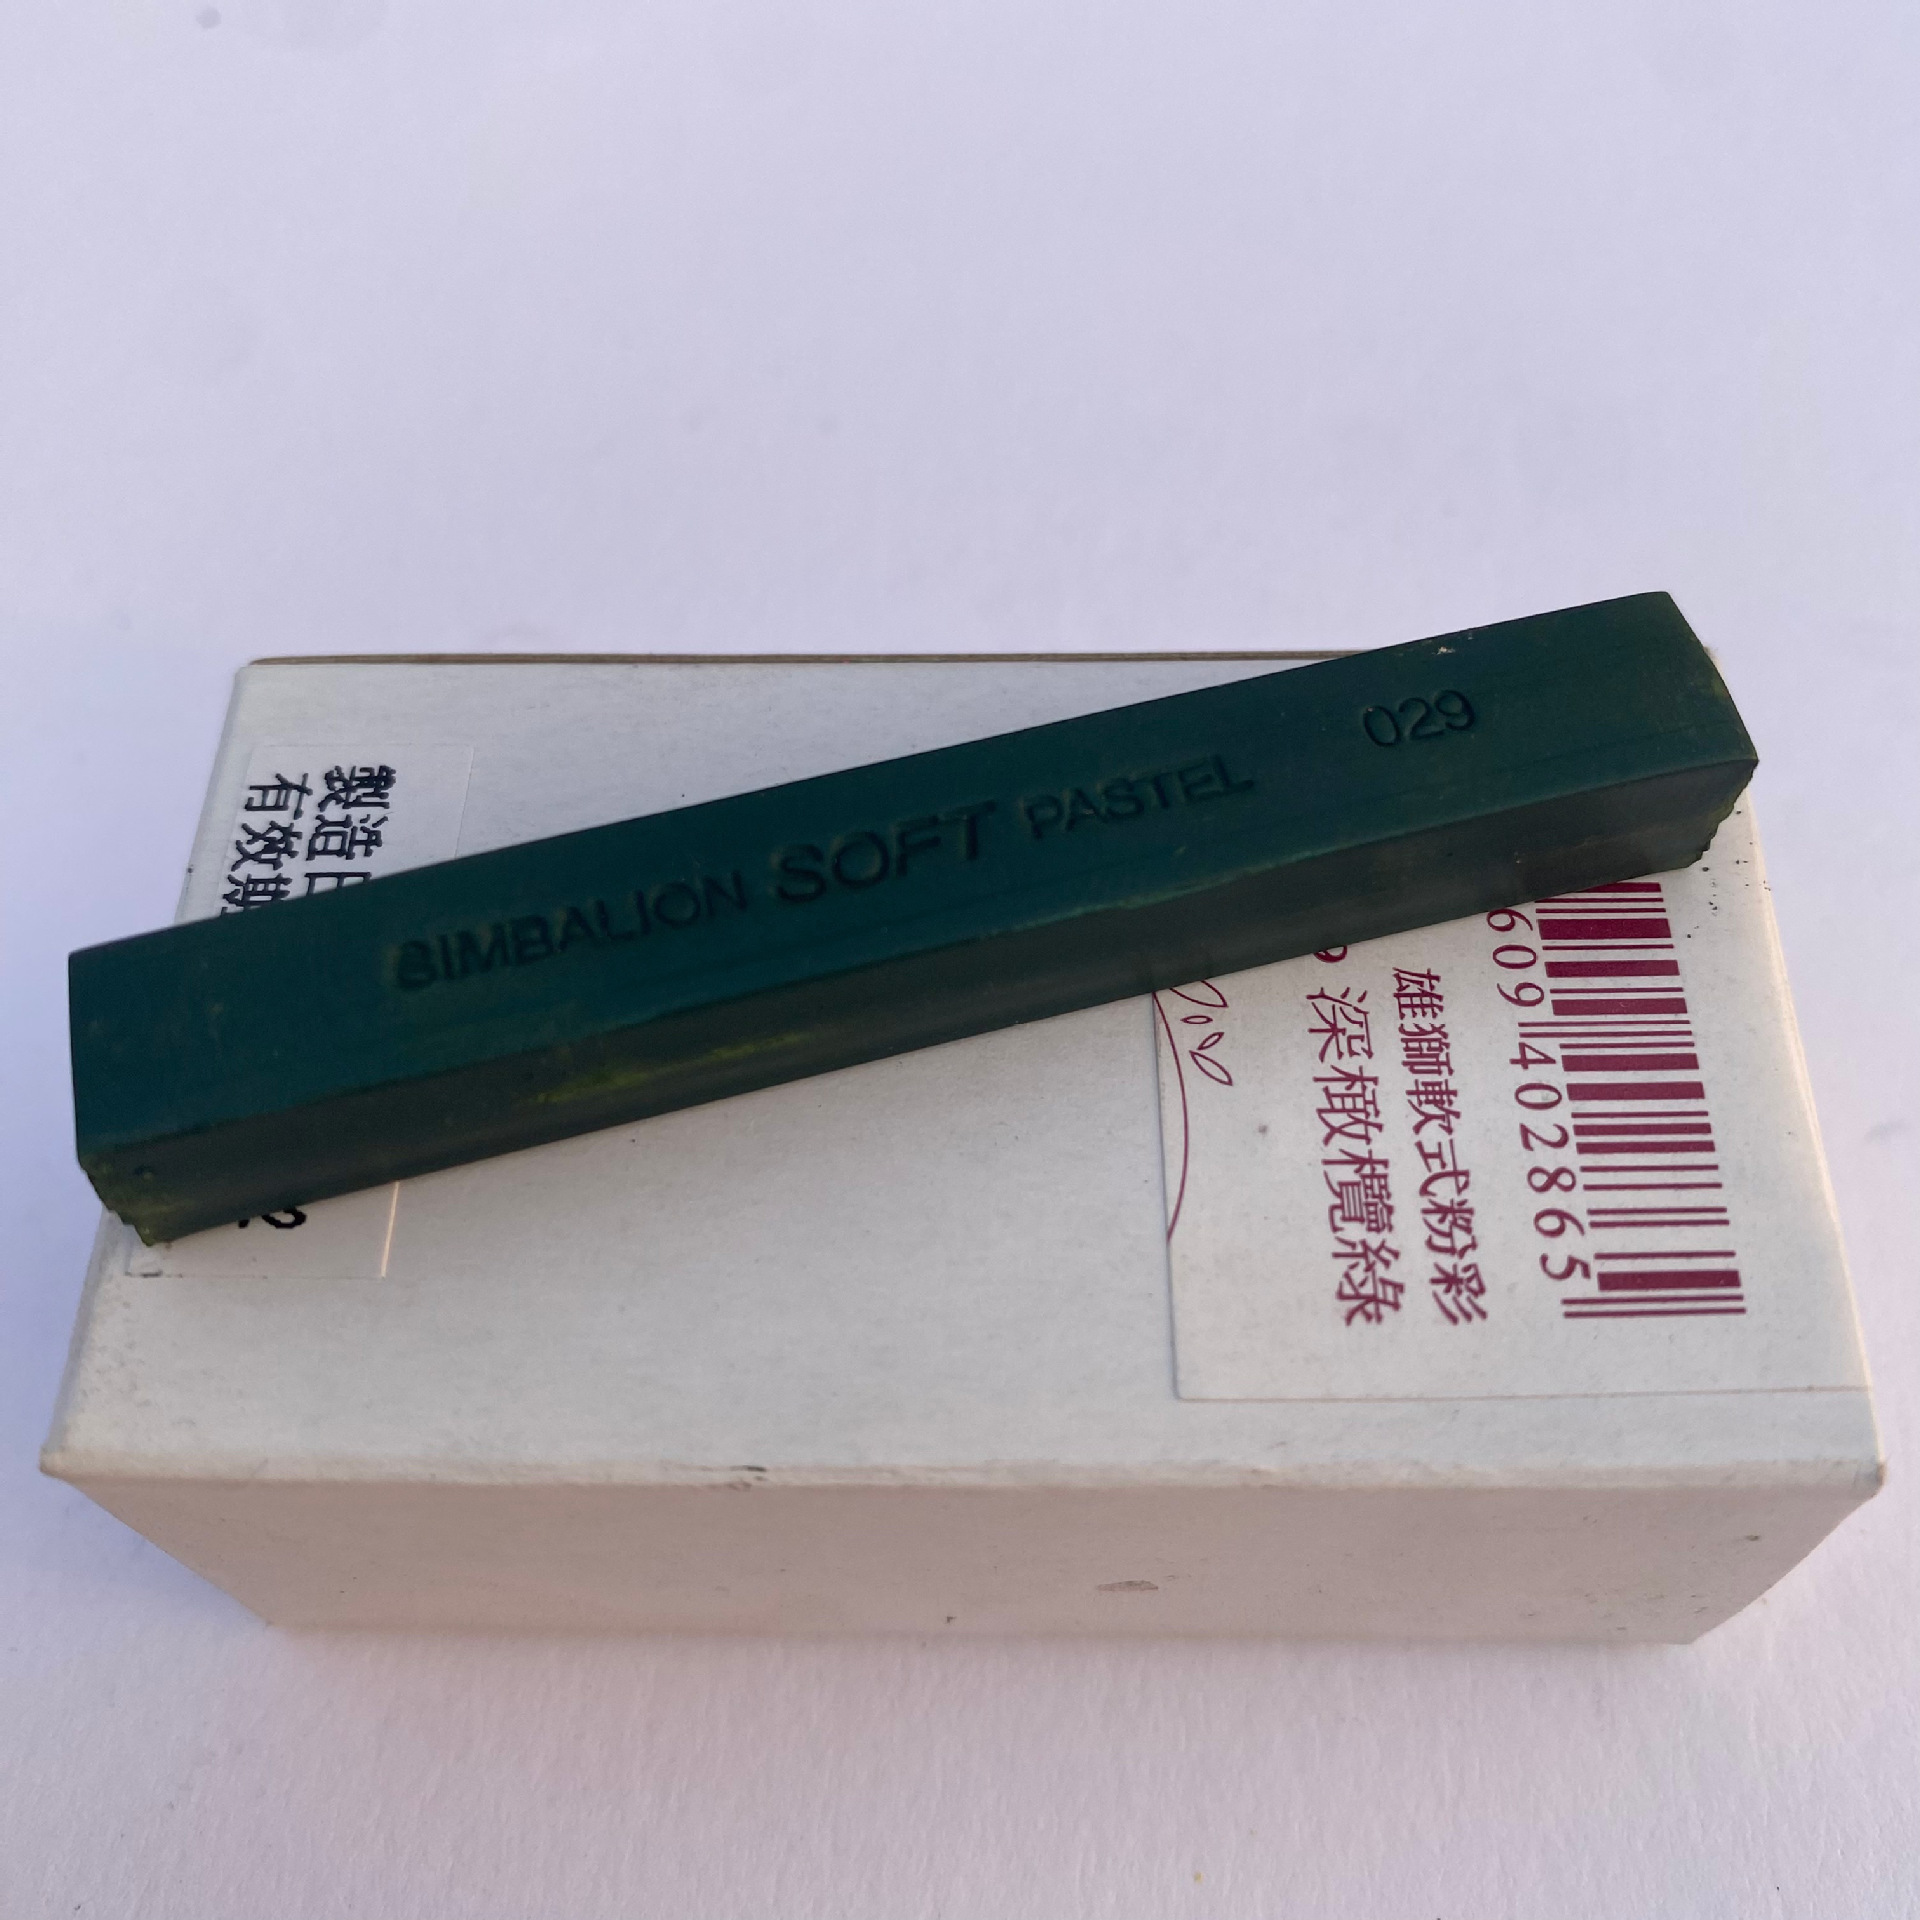 SIMBALION SOFT PASTEL 029
製造日
有效期
609402865
雄獅軟式粉彩
9 深橄欖綠